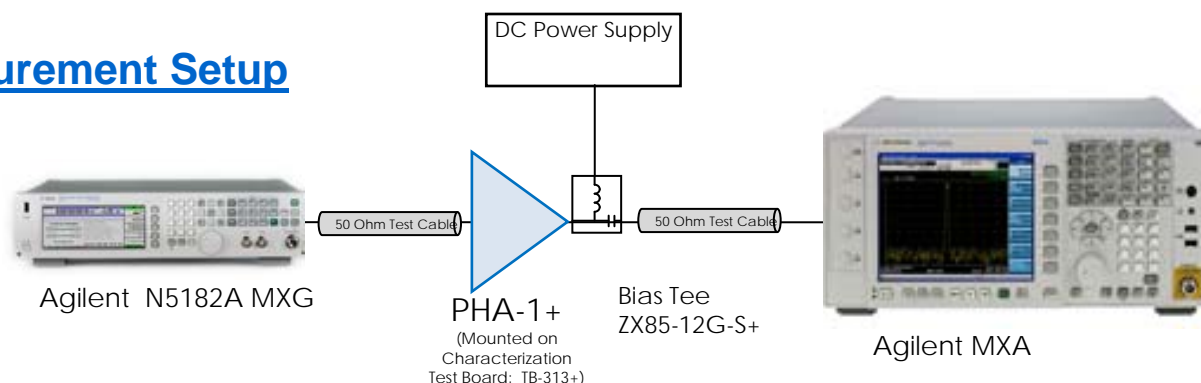 urement Setup
DC Power Supply
50 Ohm Test Cable
50 Ohm Test Cable
Agilent N5182A MXG
PHA-1+
(Mounted on
Characterization
Test Board: TB-313+)
Bias Tee
ZX85-12G-S+
Agilent MXA